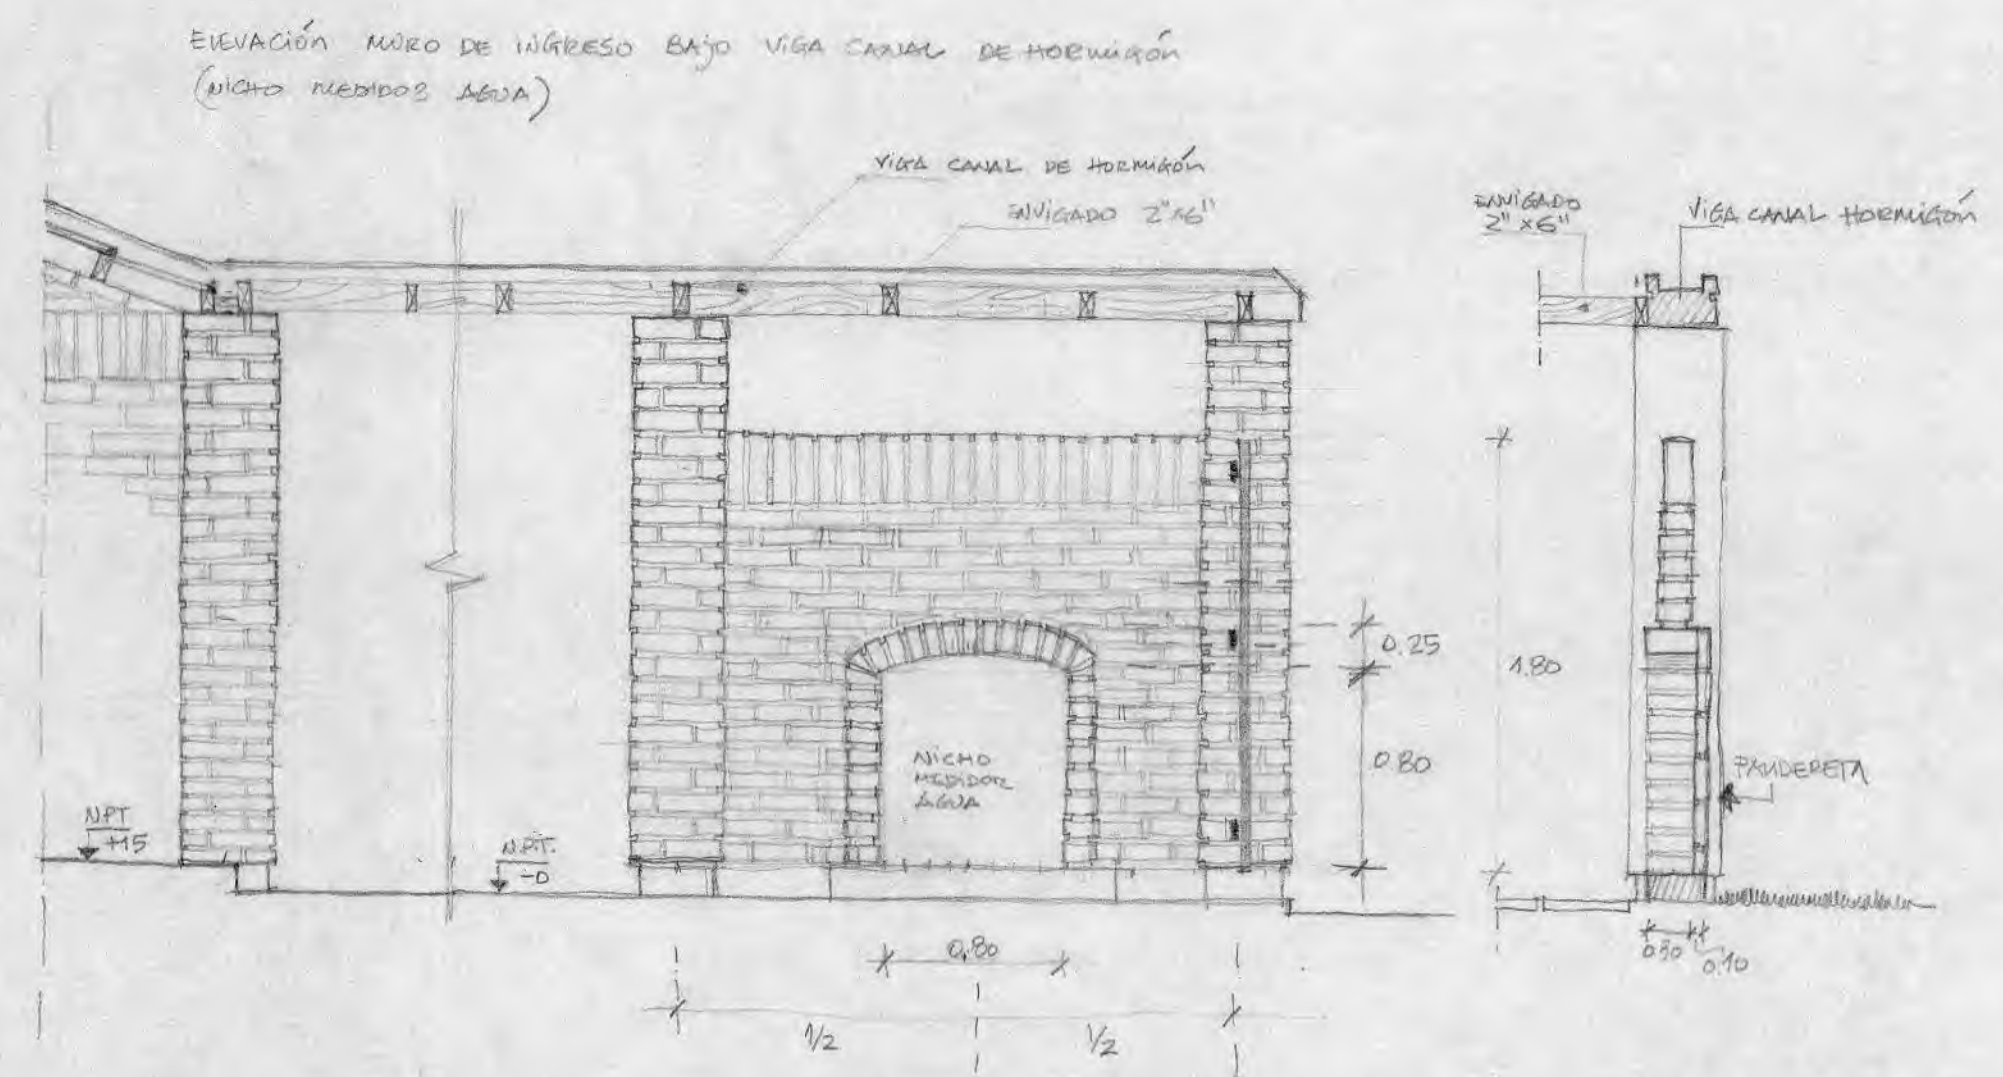 ELEVACIÓN MURO DE INGRESO BAJO VIGA CANAL DE HORMIGÓN
(NICHO MEDIDOR AGUA)
VIGA CANAL DE HORMIGÓN
ENVIGADO 2"x6"
ENVIGADO
2"x6"
VIGA CANAL HORMIGÓN
0.25
1.80
0.80
NICHO
MEDIDOR
AGUA
PANDERETA
N.P.T
+15
N.P.T.
-0
0.80
0.30
0.10
1/2
1/2